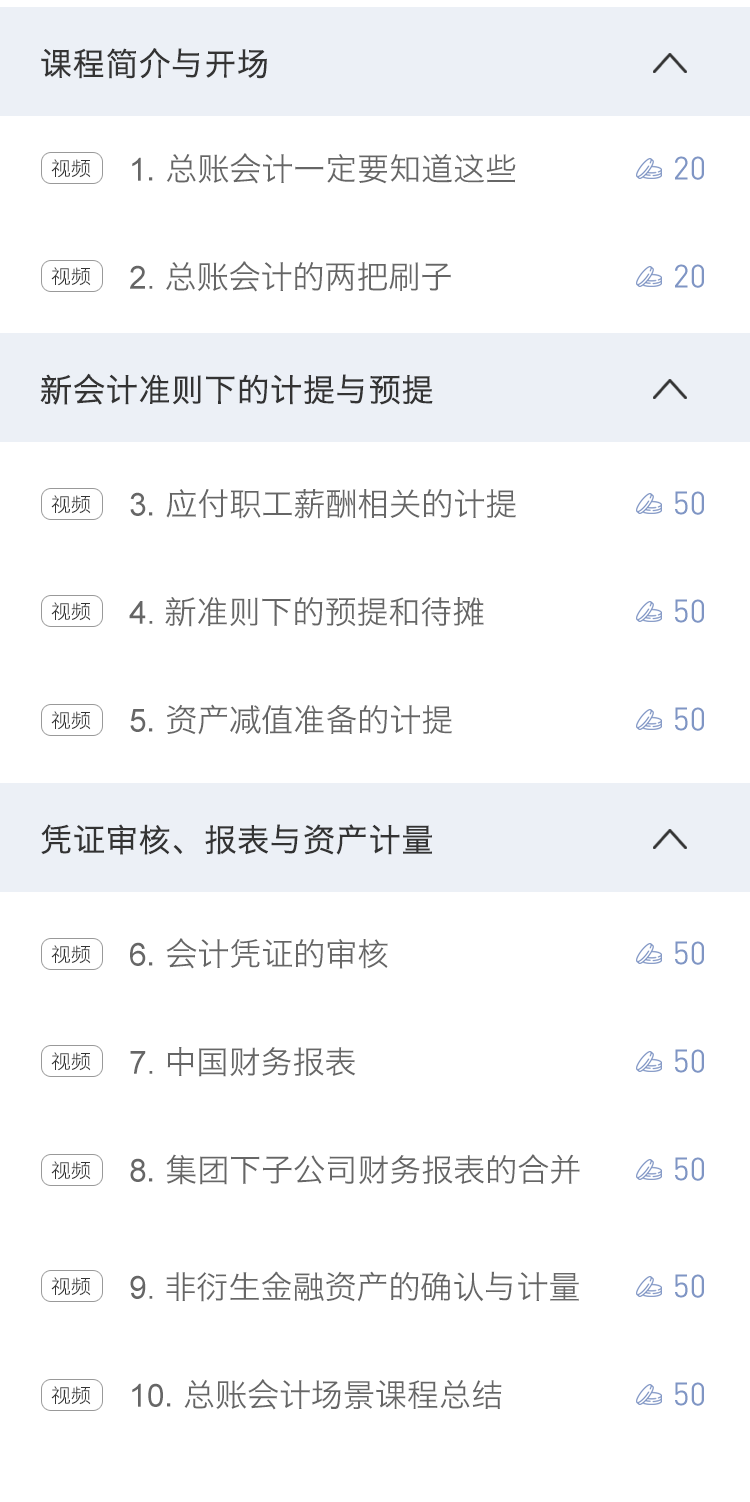 课程简介与开场
视频 1. 总账会计一定要知道这些 20
视频 2. 总账会计的两把刷子 20
新会计准则下的计提与预提
视频 3. 应付职工薪酬相关的计提 50
视频 4. 新准则下的预提和待摊 50
视频 5. 资产减值准备的计提 50
凭证审核、报表与资产计量
视频 6. 会计凭证的审核 50
视频 7. 中国财务报表 50
视频 8. 集团下子公司财务报表的合并 50
视频 9. 非衍生金融资产的确认与计量 50
视频 10. 总账会计场景课程总结 50